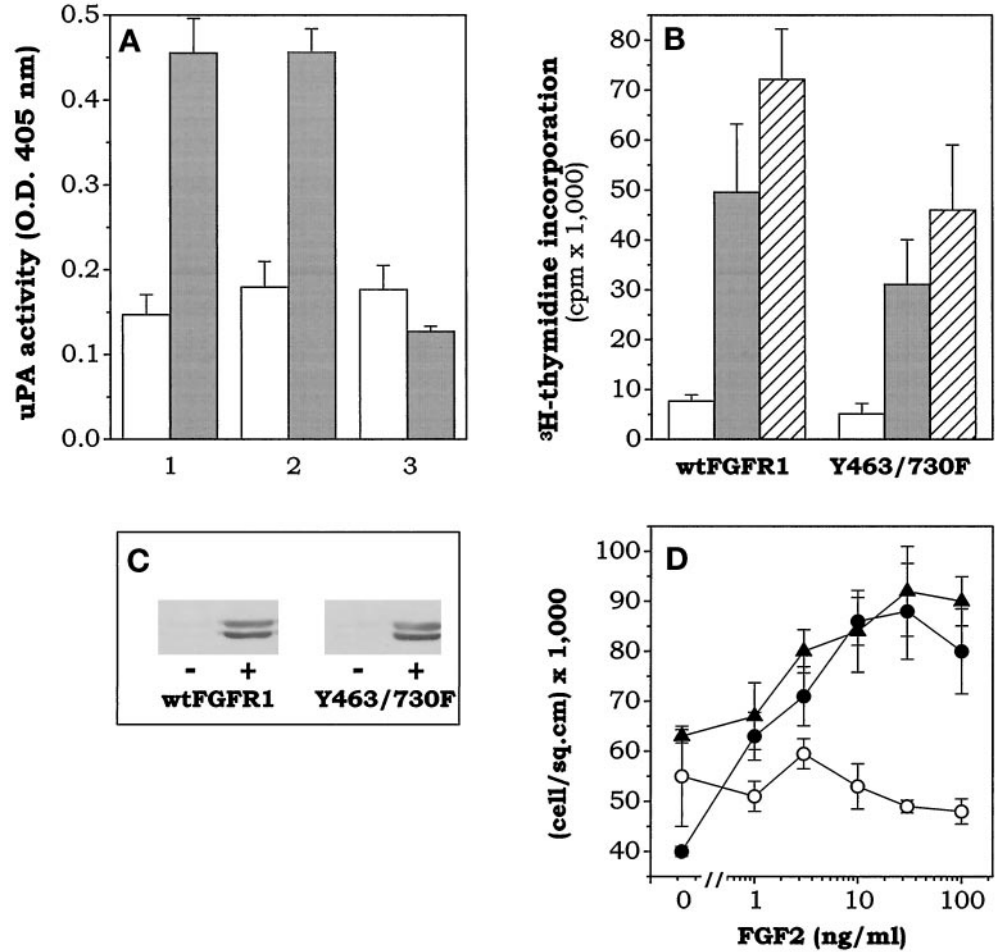 A
uPA activity (O.D. 405 nm)
0.5
0.4
0.3
0.2
0.1
0.0
1 2 3
B
³H-thymidine incorporation
(cpm x 1,000)
80
70
60
50
40
30
20
10
0
wtFGFR1 Y463/730F
C
- + - +
wtFGFR1 Y463/730F
D
(cell/sq.cm) x 1,000
100
90
80
70
60
50
40
0 // 1 10 100
FGF2 (ng/ml)